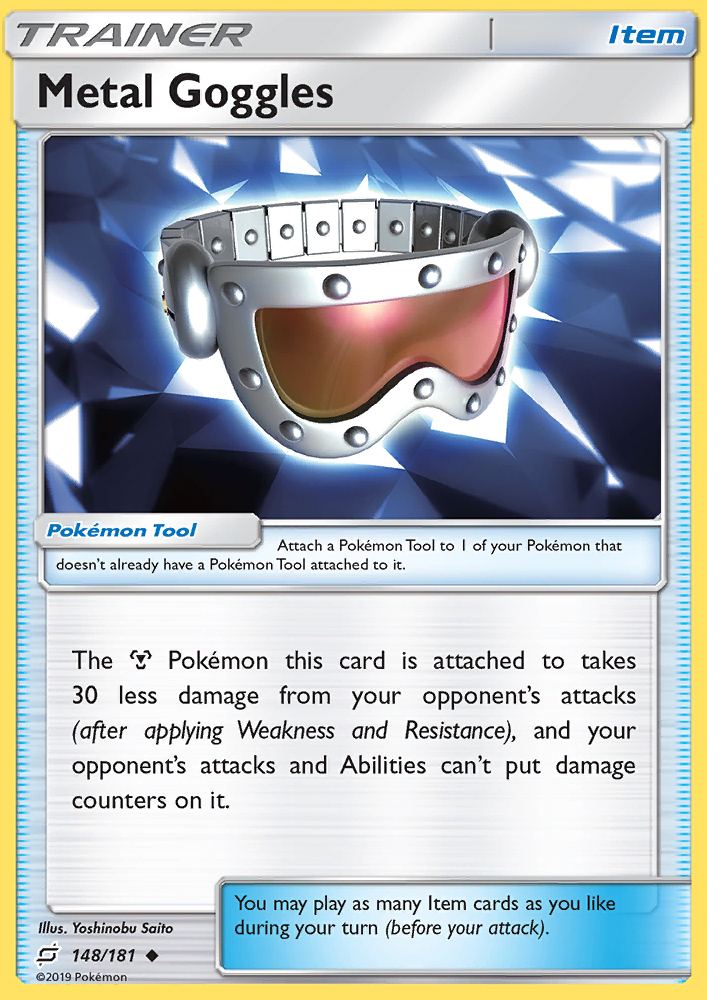 TRAINER
Item
Metal Goggles
Pokémon Tool
Attach a Pokémon Tool to 1 of your Pokémon that
doesn't already have a Pokémon Tool attached to it.
The Pokémon this card is attached to takes
30 less damage from your opponent's attacks
(after applying Weakness and Resistance), and your
opponent's attacks and Abilities can't put damage
counters on it.
You may play as many Item cards as you like
during your turn (before your attack).
Illus. Yoshinobu Saito
148/181 ◆
©2019 Pokémon